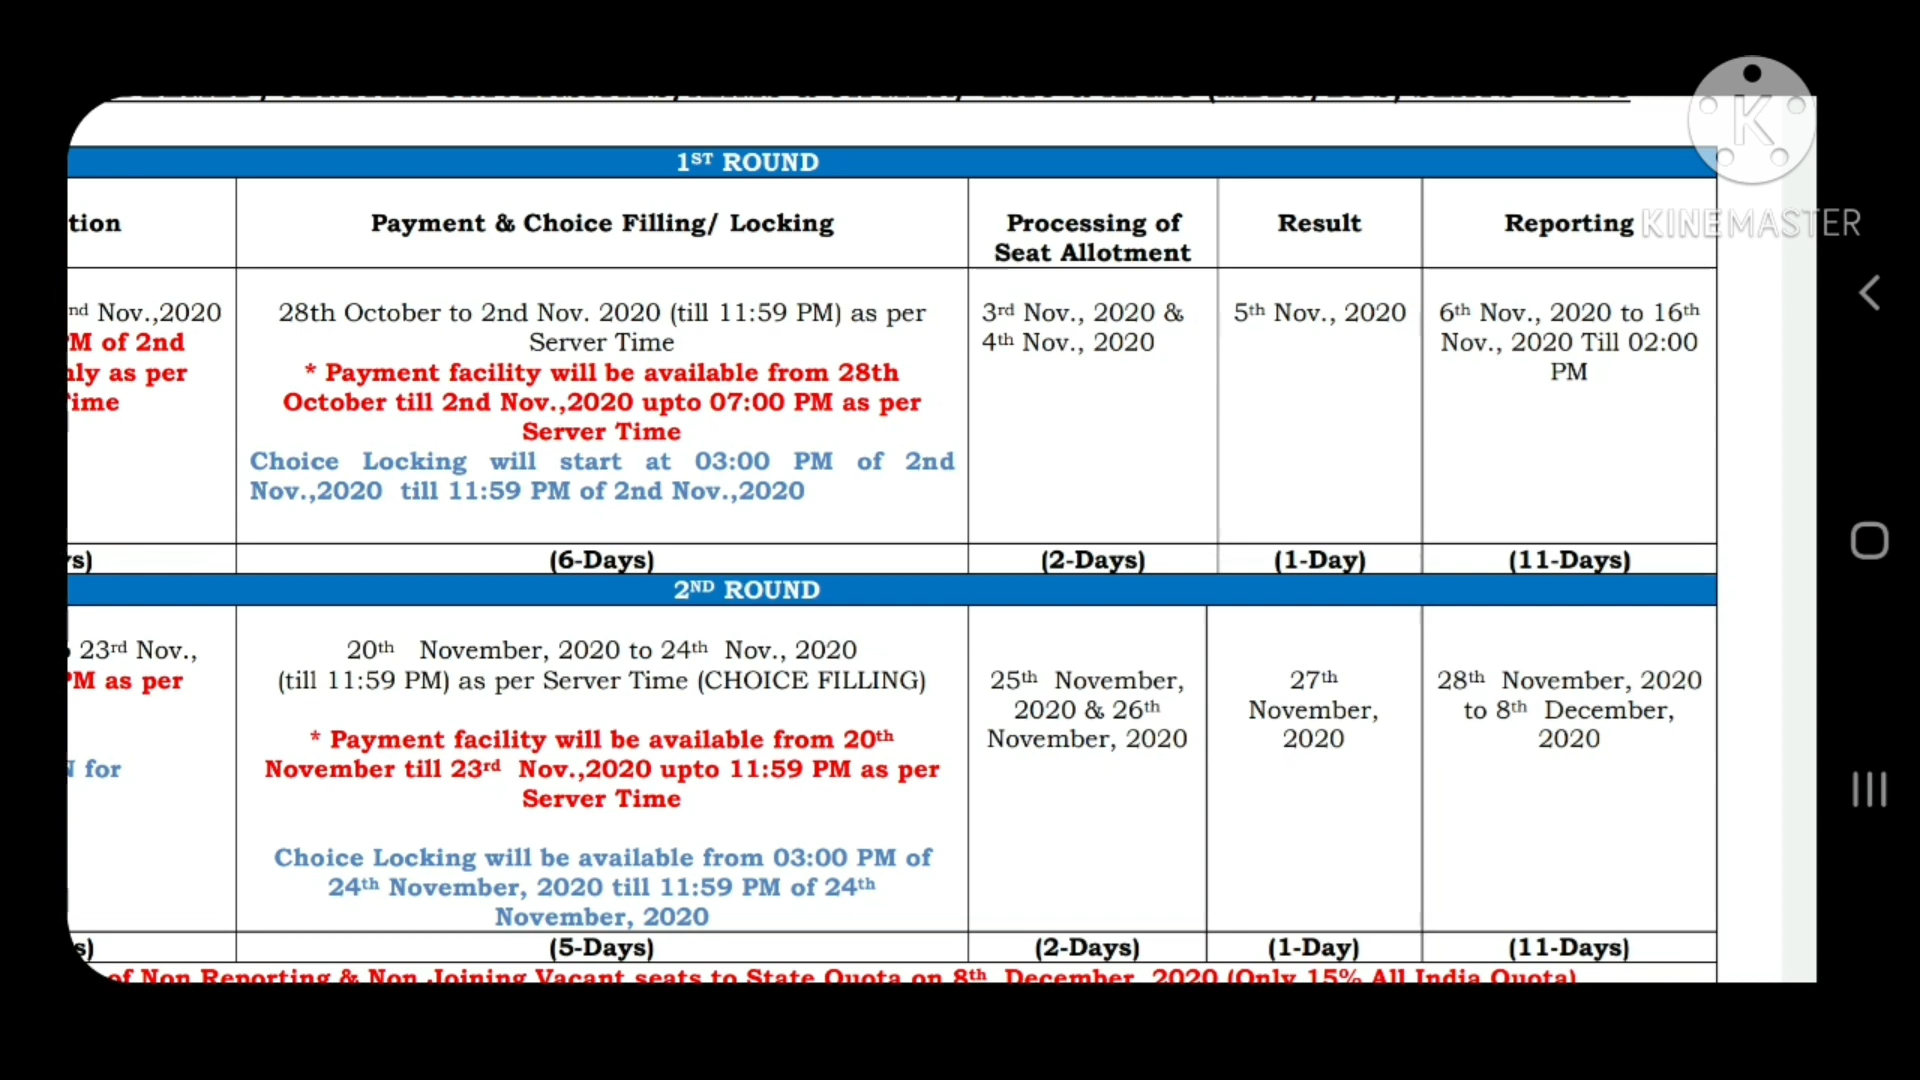 1ST ROUND
tion
Payment & Choice Filling/ Locking
Processing of
Seat Allotment
Result
Reporting
nd Nov.,2020
M of 2nd
as per
28th October to 2nd Nov. 2020 (till 11:59 PM) as per
Server Time
* Payment facility will be available from 28th
October till 2nd Nov.,2020 upto 07:00 PM as per
Server Time
Choice Locking will start at 03:00 PM of 2nd
Nov.,2020 till 11:59 PM of 2nd Nov.,2020
3rd Nov., 2020 &
4th Nov., 2020
5th Nov., 2020
6th Nov., 2020 to 16th
Nov., 2020 Till 02:00
PM
(6-Days)
(2-Days)
(1-Day)
(11-Days)
2ND ROUND
23rd Nov.,
M as per
for
20th November, 2020 to 24th Nov., 2020
(till 11:59 PM) as per Server Time (CHOICE FILLING)
* Payment facility will be available from 20th
November till 23rd Nov.,2020 upto 11:59 PM as per
Server Time
Choice Locking will be available from 03:00 PM of
24th November, 2020 till 11:59 PM of 24th
November, 2020
25th November,
2020 & 26th
November, 2020
27th
November,
2020
28th November, 2020
to 8th December,
2020
s)
(5-Days)
(2-Days)
(1-Day)
(11-Days)
of Non Reporting & Non Joining Vacant seats to State Quota on 8th December, 2020 (Only 15% All India Quota)
K
KINEMASTER